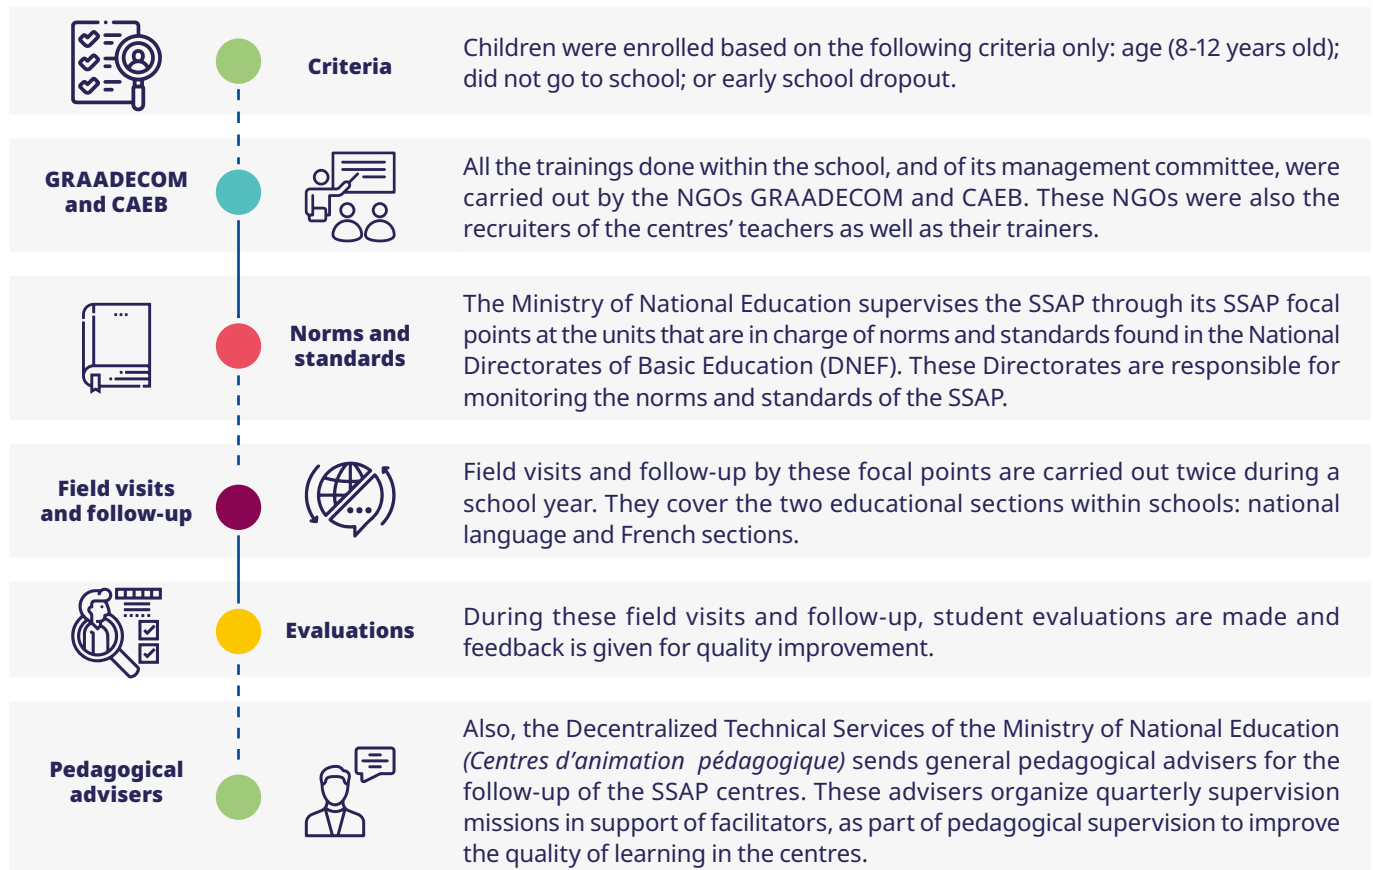 Criteria
Children were enrolled based on the following criteria only: age (8-12 years old);
did not go to school; or early school dropout.
GRAADECOM
and CAEB
All the trainings done within the school, and of its management committee, were
carried out by the NGOs GRAADECOM and CAEB. These NGOs were also the
recruiters of the centres’ teachers as well as their trainers.
Norms and
standards
The Ministry of National Education supervises the SSAP through its SSAP focal
points at the units that are in charge of norms and standards found in the National
Directorates of Basic Education (DNEF). These Directorates are responsible for
monitoring the norms and standards of the SSAP.
Field visits
and follow-up
Field visits and follow-up by these focal points are carried out twice during a
school year. They cover the two educational sections within schools: national
language and French sections.
Evaluations
During these field visits and follow-up, student evaluations are made and
feedback is given for quality improvement.
Pedagogical
advisers
Also, the Decentralized Technical Services of the Ministry of National Education
(Centres d’animation pédagogique) sends general pedagogical advisers for the
follow-up of the SSAP centres. These advisers organize quarterly supervision
missions in support of facilitators, as part of pedagogical supervision to improve
the quality of learning in the centres.